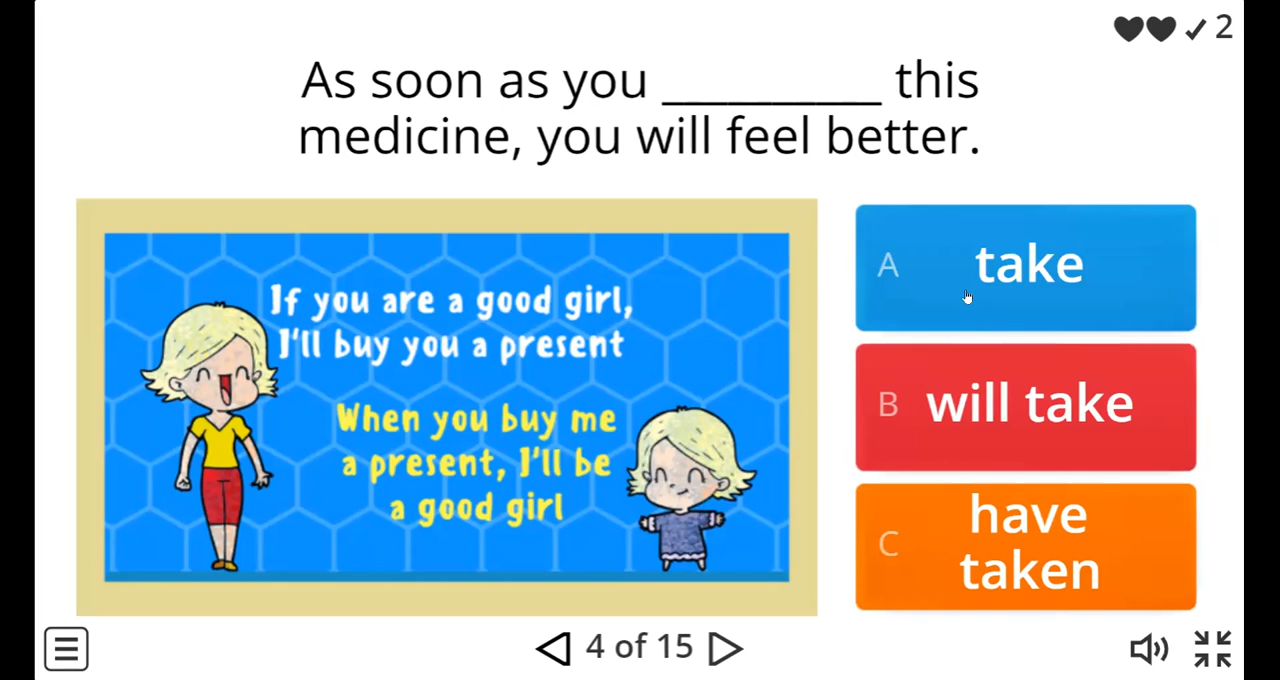 2
As soon as you __________ this
medicine, you will feel better.
If you are a good girl,
I'll buy you a present
When you buy me
a present, I'll be
a good girl
A take
B will take
C have
taken
4 of 15